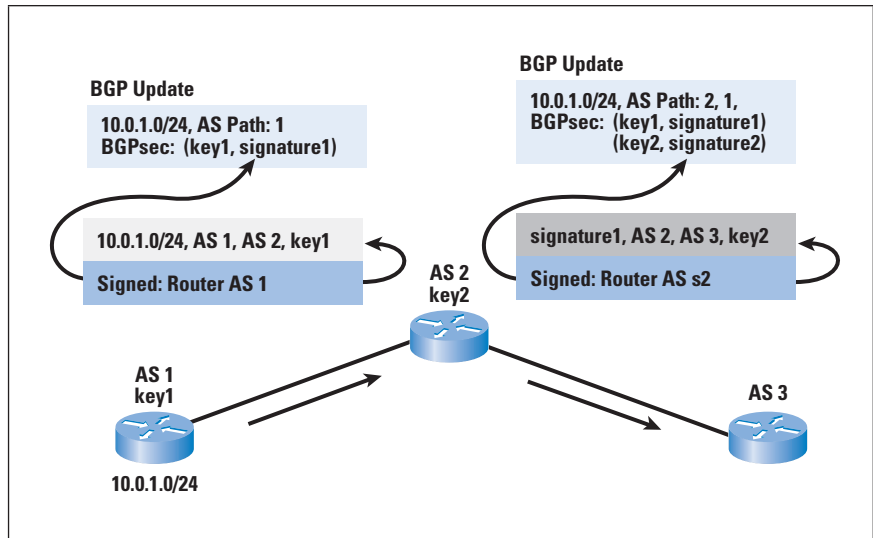 BGP Update
10.0.1.0/24, AS Path: 1
BGPsec: (key1, signature1)
10.0.1.0/24, AS 1, AS 2, key1
Signed: Router AS 1
BGP Update
10.0.1.0/24, AS Path: 2, 1,
BGPsec: (key1, signature1)
(key2, signature2)
signature1, AS 2, AS 3, key2
Signed: Router AS s2
AS 2
key2
AS 1
key1
10.0.1.0/24
AS 3